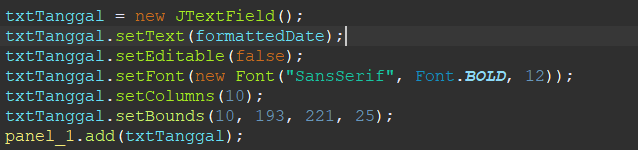 txtTanggal = new JTextField();
txtTanggal.setText(formattedDate);
txtTanggal.setEditable(false);
txtTanggal.setFont(new Font("SansSerif", Font.BOLD, 12));
txtTanggal.setColumns(10);
txtTanggal.setBounds(10, 193, 221, 25);
panel_1.add(txtTanggal);